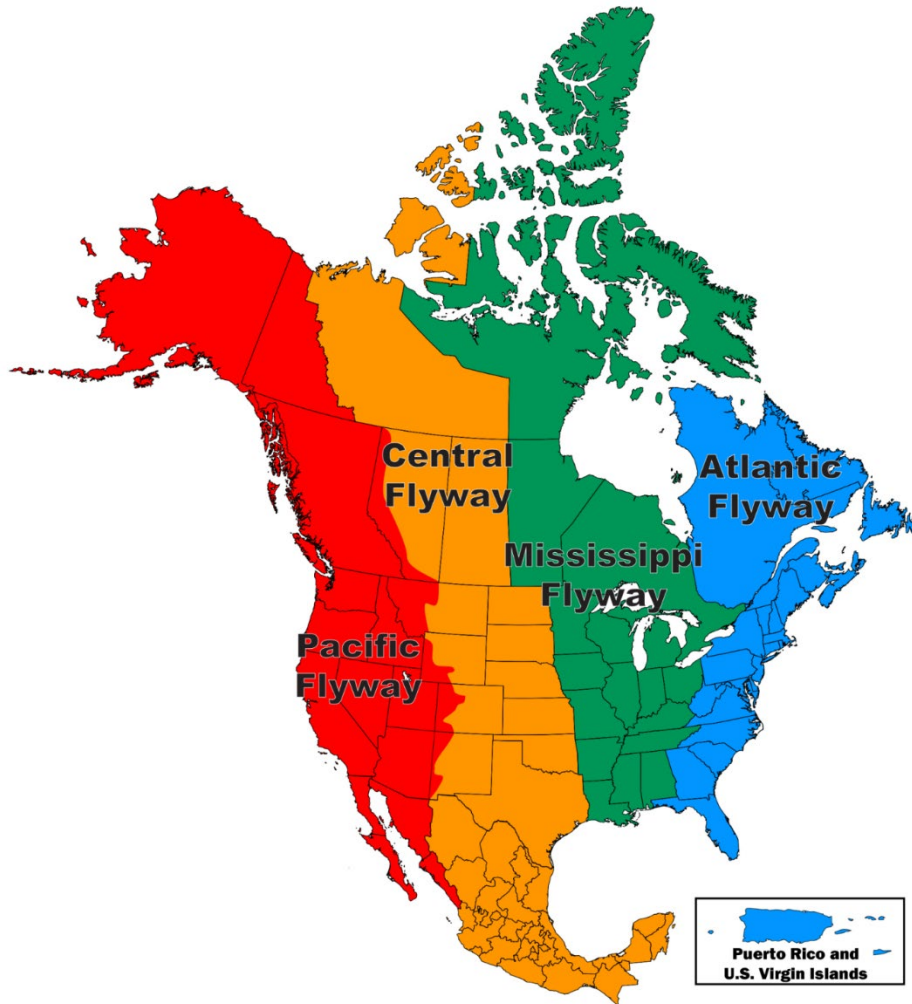 Central
Flyway
Atlantic
Flyway
Mississippi
Flyway
Pacific
Flyway
Puerto Rico and
U.S. Virgin Islands